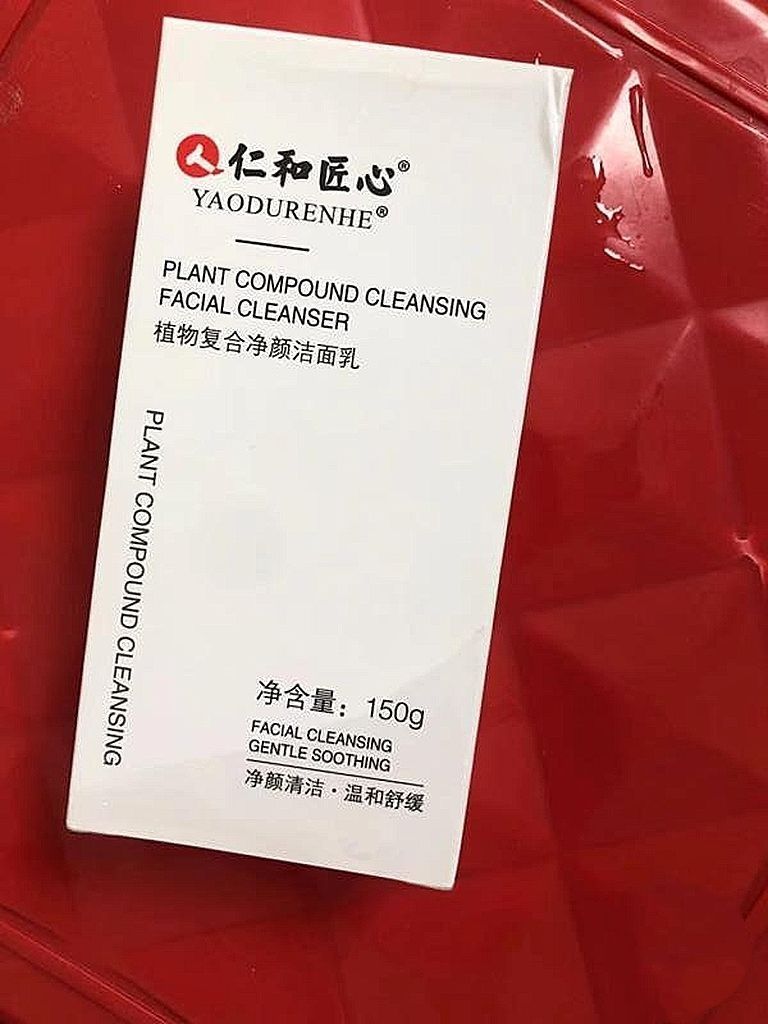 仁和匠心®
YAODURENHE®
PLANT COMPOUND CLEANSING
FACIAL CLEANSER
植物复合净颜洁面乳
PLANT COMPOUND CLEANSING
净含量：150g
FACIAL CLEANSING
GENTLE SOOTHING
净颜清洁·温和舒缓